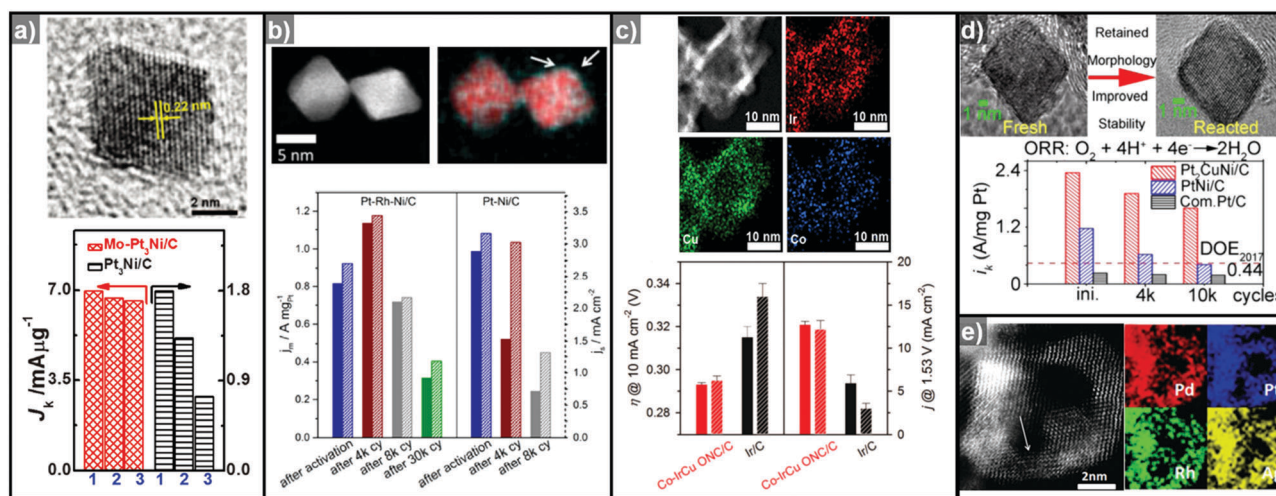 a)
0.22 nm
2 nm
Mo-Pt3Ni/C
Pt3Ni/C
7.0
3.5
0.0
Jk /mAμg-1
1.8
0.9
0.0
1 2 3 1 2 3
b)
5 nm
Pt-Rh-Ni/C
Pt-Ni/C
1.2
1.0
0.8
0.6
0.4
0.2
0.0
jm / A mgPt-1
3.5
3.0
2.5
2.0
1.5
1.0
0.5
0.0
js / mA cm-2
after activation
after 4k cy
after 8k cy
after 30k cy
after activation
after 4k cy
after 8k cy
c)
10 nm
Ir
10 nm
Cu
10 nm
Co
10 nm
0.34
0.32
0.30
0.28
η @ 10 mA cm-2 (V)
20
15
10
5
0
j @ 1.53 V (mA cm-2)
Co-IrCu ONC/C
Ir/C
Co-IrCu ONC/C
Ir/C
d)
1 nm
Fresh
Retained
Morphology
Improved
Stability
1 nm
Reacted
ORR: O2 + 4H+ + 4e-→2H2O
2.4
1.2
0.0
ik (A/mg Pt)
PtNi/C
Com.Pt/C
DOE2017
0.44
ini. 4k 10k cycles
e)
2nm
Pd
Rh